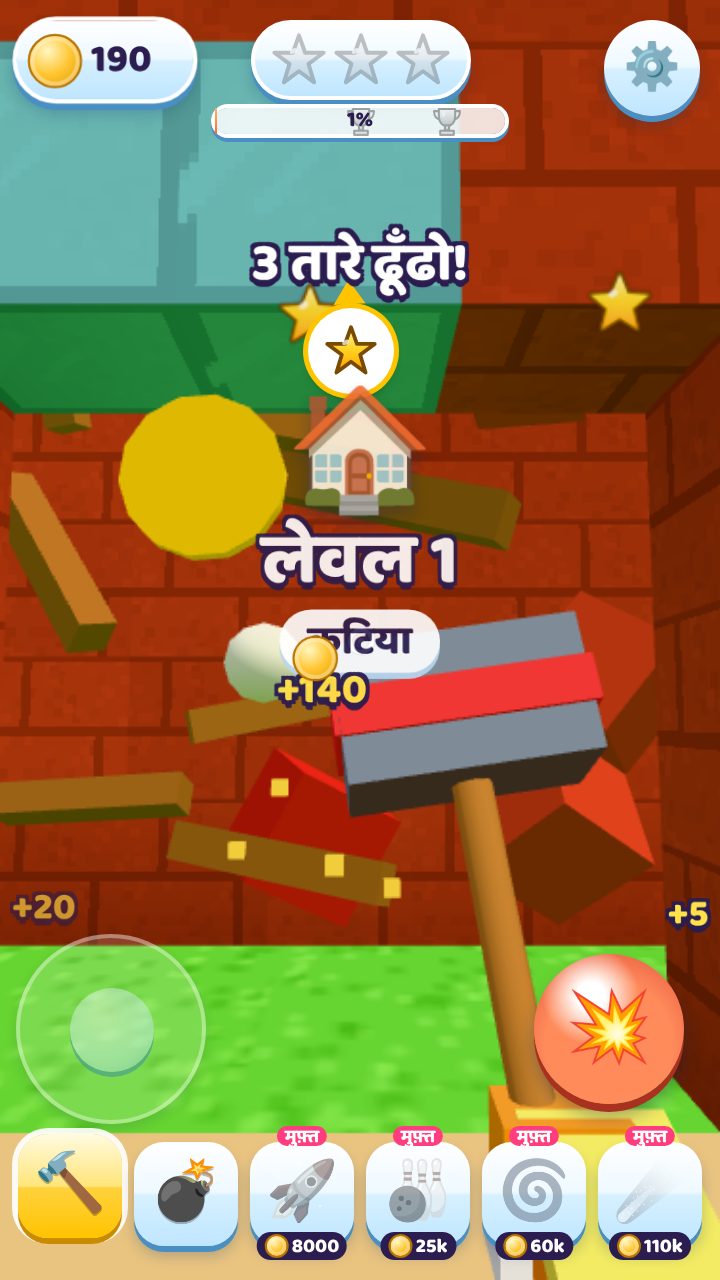 190
1%
3 तारे ढूँढो!
लेवल 1
कुटिया
+140
+20
+5
मुफ़्त
मुफ़्त
मुफ़्त
मुफ़्त
8000
25k
60k
110k